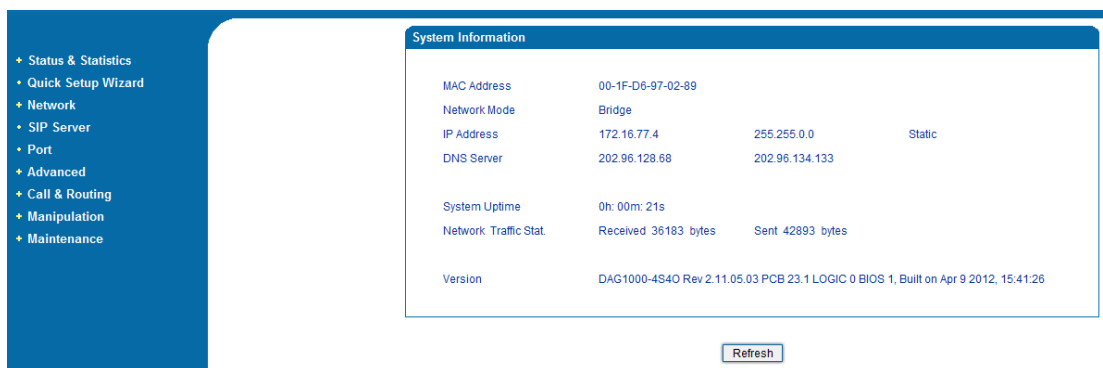 System Information
+ Status & Statistics
• Quick Setup Wizard
+ Network
• SIP Server
• Port
+ Advanced
+ Call & Routing
+ Manipulation
+ Maintenance
MAC Address 00-1F-D6-97-02-89
Network Mode Bridge
IP Address 172.16.77.4 255.255.0.0 Static
DNS Server 202.96.128.68 202.96.134.133
System Uptime 0h: 00m: 21s
Network Traffic Stat. Received 36183 bytes Sent 42893 bytes
Version DAG1000-4S4O Rev 2.11.05.03 PCB 23.1 LOGIC 0 BIOS 1, Built on Apr 9 2012, 15:41:26
Refresh